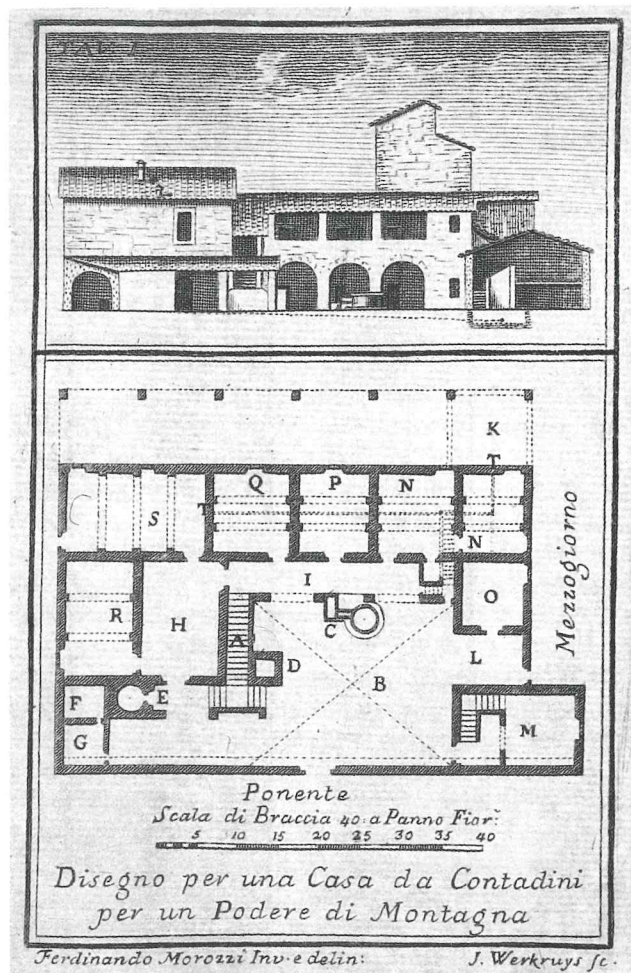 TAV. I.
K
T
Q
P
N
S
T
N
Mezzogiorno
I
O
R
H
C
A
L
D
B
F
E
G
M
Ponente
Scala di Braccia 40. a Panno Fior:
5 10 15 20 25 30 35 40
Disegno per una Casa da Contadini
per un Podere di Montagna
Ferdinando Morozzi Inv. e delin:
J. Werkruys sc.